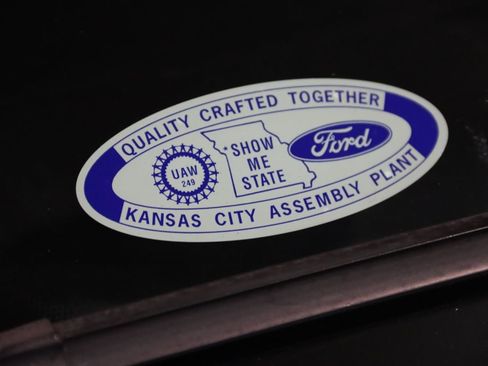 QUALITY CRAFTED TOGETHER
UAW
249
SHOW
ME
STATE
Ford
KANSAS CITY ASSEMBLY PLANT